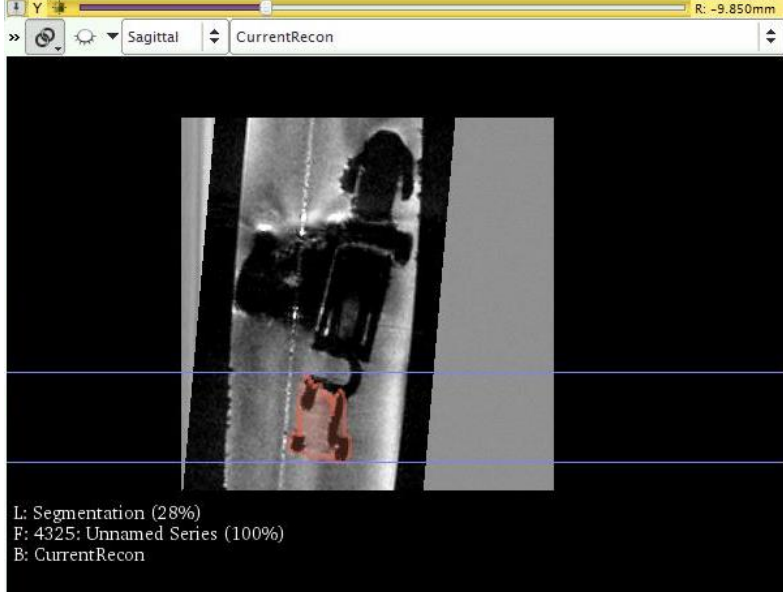 Y R: -9.850mm
» Sagittal CurrentRecon
L: Segmentation (28%)
F: 4325: Unnamed Series (100%)
B: CurrentRecon